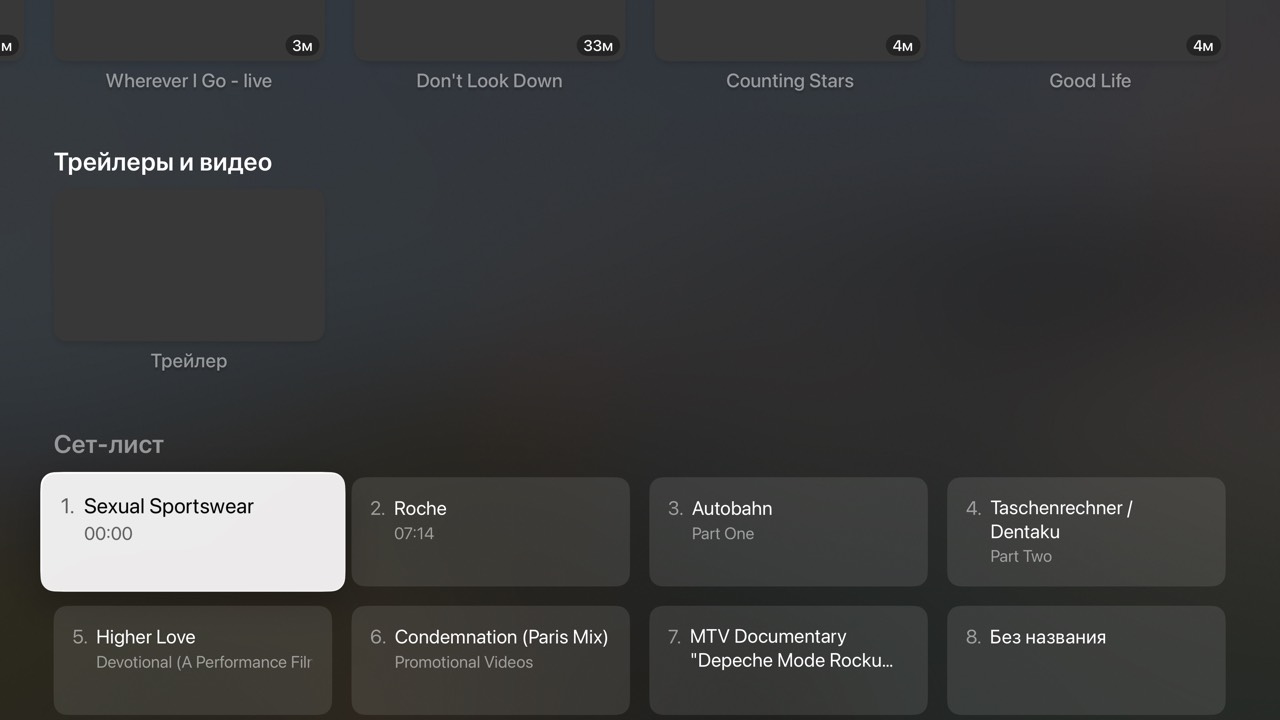 м
3м
33м
4м
4м
Wherever I Go - live
Don't Look Down
Counting Stars
Good Life
Трейлеры и видео
Трейлер
Сет-лист
1. Sexual Sportswear
00:00
2. Roche
07:14
3. Autobahn
Part One
4. Taschenrechner /
Dentaku
Part Two
5. Higher Love
Devotional (A Performance Filr
6. Condemnation (Paris Mix)
Promotional Videos
7. MTV Documentary
"Depeche Mode Rocku...
8. Без названия